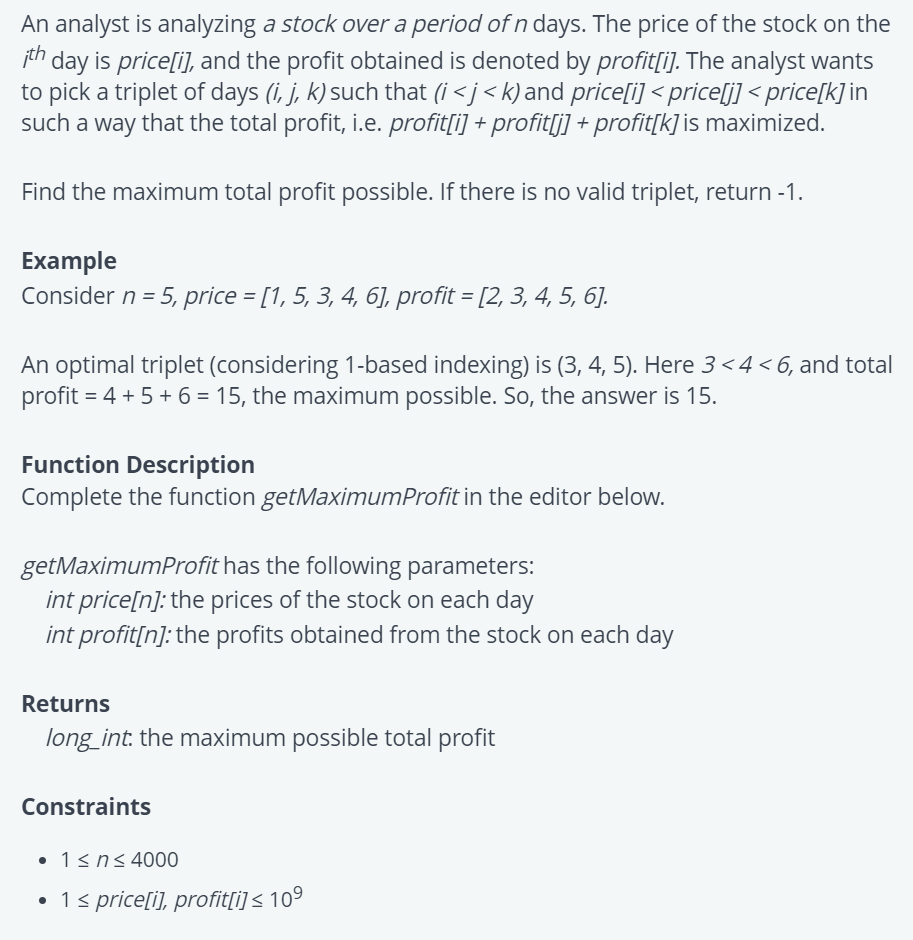 An analyst is analyzing a stock over a period of n days. The price of the stock on the
ith day is price[i], and the profit obtained is denoted by profit[i]. The analyst wants
to pick a triplet of days (i, j, k) such that (i < j < k) and price[i] < price[j] < price[k] in
such a way that the total profit, i.e. profit[i] + profit[j] + profit[k] is maximized.
Find the maximum total profit possible. If there is no valid triplet, return -1.
Example
Consider n = 5, price = [1, 5, 3, 4, 6], profit = [2, 3, 4, 5, 6].
An optimal triplet (considering 1-based indexing) is (3, 4, 5). Here 3 < 4 < 6, and total
profit = 4 + 5 + 6 = 15, the maximum possible. So, the answer is 15.
Function Description
Complete the function getMaximumProfit in the editor below.
getMaximumProfit has the following parameters:
int price[n]: the prices of the stock on each day
int profit[n]: the profits obtained from the stock on each day
Returns
long_int: the maximum possible total profit
Constraints
• 1 ≤ n ≤ 4000
• 1 ≤ price[i], profit[i] ≤ 10⁹